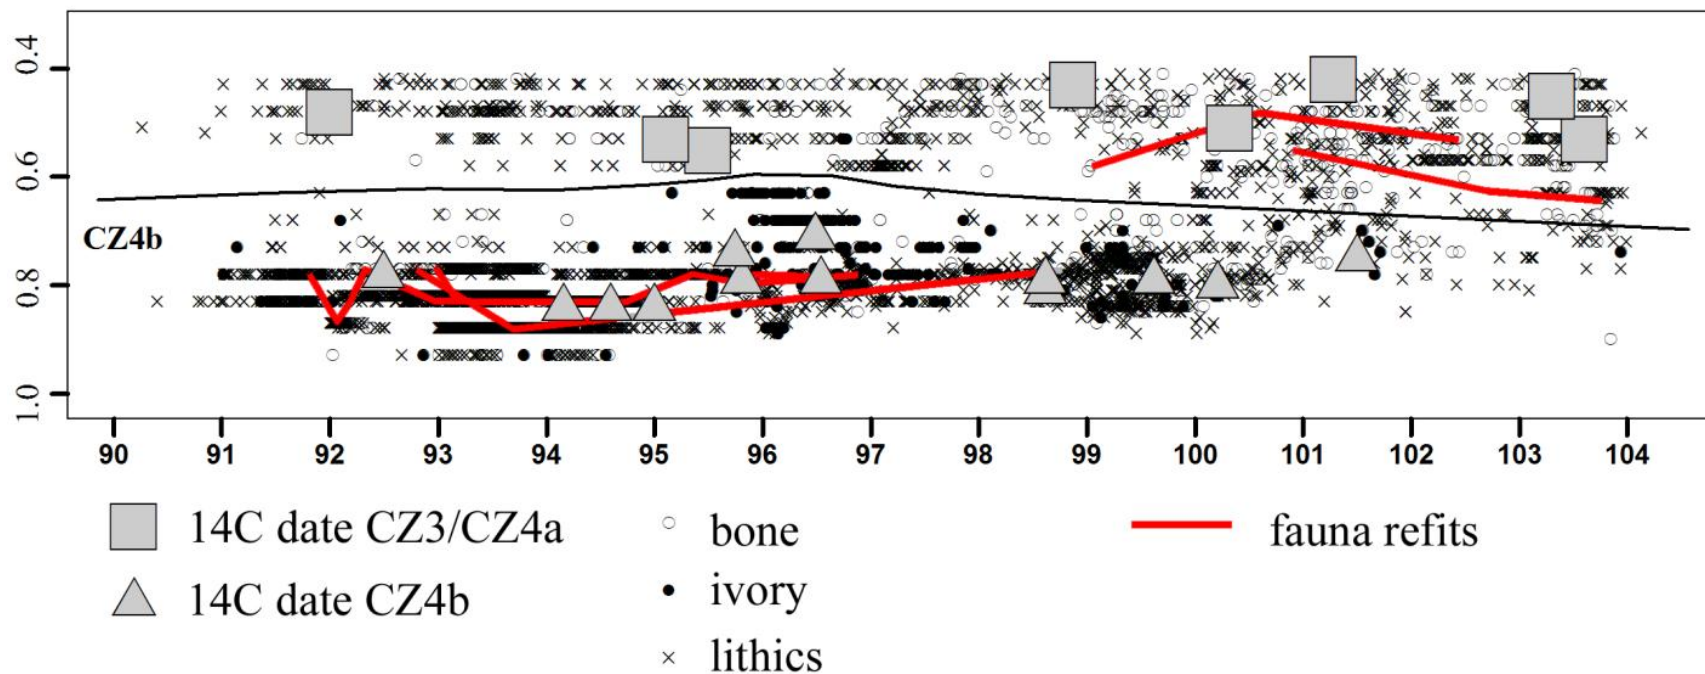 0.4
0.6
CZ4b
0.8
1.0
90 91 92 93 94 95 96 97 98 99 100 101 102 103 104
14C date CZ3/CZ4a
bone
fauna refits
14C date CZ4b
ivory
lithics